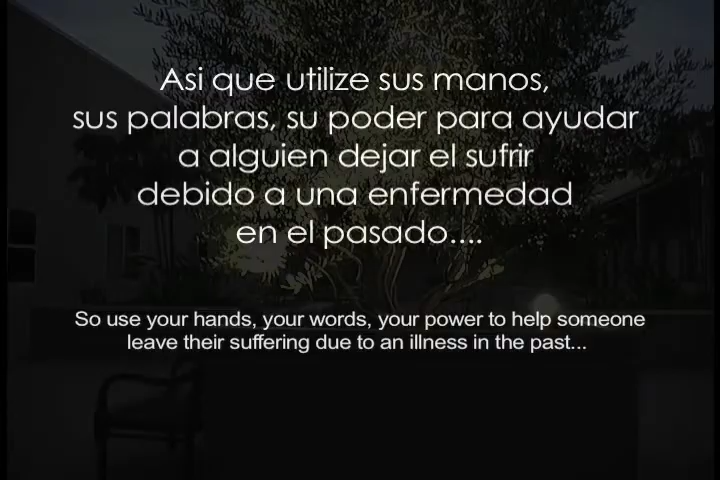 Asi que utilize sus manos,
sus palabras, su poder para ayudar
a alguien dejar el sufrir
debido a una enfermedad
en el pasado....
So use your hands, your words, your power to help someone
leave their suffering due to an illness in the past...